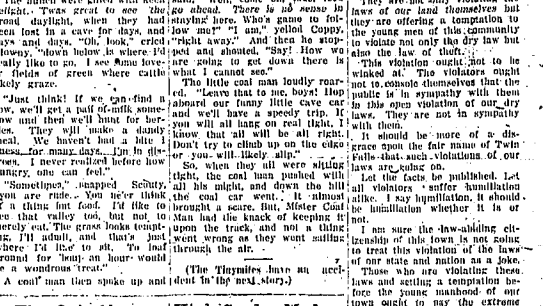 elight. "Twas great to see the
road daylight, when they had
een lost in a cave for days, and
ays and days. "Oh, look," cried
lowny, "down below is where I'd
ally like to go. I see some love-
fields of green where cattle
kely graze.
"Just think! If we can find a
ow, we'll get a pail of milk some-
ow and then we'll hunt for ber-
ies. They will make a dandy
eal. We haven't had a bite I
uess for many days. I'm in dis-
ress. I never realized before how
ungry one can feel."
"Sometimes," snapped Scouty,
you are rude. You ne'er think
f a thing but food. I'd like to
ee that valley too, but not to
erely eat. The grass looks tempt-
ng, I'll admit, and that's just
where I'd like to sit. To loaf
round for 'bout an hour would
e a wondrous treat."
A coal man then spoke up and
go ahead. There is no sense in
staying here. Who's game to fol-
low me?" "I am," yelled Coppy,
"right away." And then he stop-
ped and shouted, "Say! How we
are going to get down there is
what I cannot see."
The little coal man loudly roar-
ed, "Leave that to me, boys! Hop
aboard our funny little cave car
and we'll have a speedy trip. If
you will all hang on real tight, I
know that all will be all right.
Don't try to climb up on the edge
or you will likely slip."
So, when they all were sitting
tight, the coal man pushed will
all his might, and down the hill
the coal car went. It almost
brought a scare. But, Mister Coal
Man had the knack of keeping it
upon the track, and not a thing
went wrong as they went sailing
through the air.
(The Tinymites have an acci-
dent in the next story.)
laws of our land themselves but
they are offering a temptation to
the young men of this community
to violate not only the dry law but
also the law of theft.
This violation ought not to be
winked at. The violators ought
not to console themselves that the
public is in sympathy with them
in this open violation of our dry
laws. They are not in sympathy
with them.
It should be more of a dis-
grace upon the fair name of Twin
Falls that such violations of our
laws are going on.
Let the facts be published. Let
all violators suffer humiliation
alike. I say humiliation, it should
be humiliation whether it is or
not.
I am sure the law-abiding cit-
izenship of this town is not going
to treat this violation of the laws
of our state and nation as a joke.
Those who are violating these
laws and setting a temptation be-
fore the young manhood of our
town ought to pay the extreme